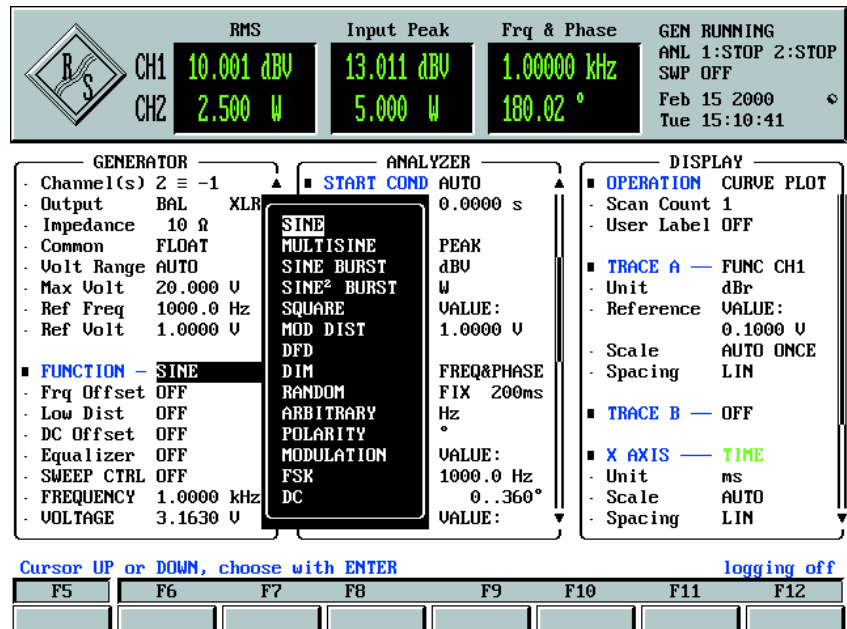 RMS Input Peak Frq & Phase GEN RUNNING
R&S CH1 10.001 dBV 13.011 dBV 1.00000 kHz ANL 1:STOP 2:STOP
SWP OFF
CH2 2.500 W 5.000 W 180.02 ° Feb 15 2000
Tue 15:10:41
GENERATOR
· Channel(s) 2 ≡ -1
· Output BAL XLR
· Impedance 10 Ω
· Common FLOAT
· Volt Range AUTO
· Max Volt 20.000 V
· Ref Freq 1000.0 Hz
· Ref Volt 1.0000 V
■ FUNCTION — SINE
· Frq Offset OFF
· Low Dist OFF
· DC Offset OFF
· Equalizer OFF
· SWEEP CTRL OFF
· FREQUENCY 1.0000 kHz
· VOLTAGE 3.1630 V
SINE
MULTISINE
SINE BURST
SINE² BURST
SQUARE
MOD DIST
DFD
DIM
RANDOM
ARBITRARY
POLARITY
MODULATION
FSK
DC
ANALYZER
■ START COND AUTO
0.0000 s
PEAK
dBV
W
VALUE:
1.0000 V
FREQ&PHASE
FIX 200ms
Hz
°
VALUE:
1000.0 Hz
0..360°
VALUE:
DISPLAY
■ OPERATION CURVE PLOT
· Scan Count 1
· User Label OFF
■ TRACE A — FUNC CH1
· Unit dBr
· Reference VALUE:
0.1000 V
· Scale AUTO ONCE
· Spacing LIN
■ TRACE B — OFF
■ X AXIS — TIME
· Unit ms
· Scale AUTO
· Spacing LIN
Cursor UP or DOWN, choose with ENTER logging off
F5 F6 F7 F8 F9 F10 F11 F12